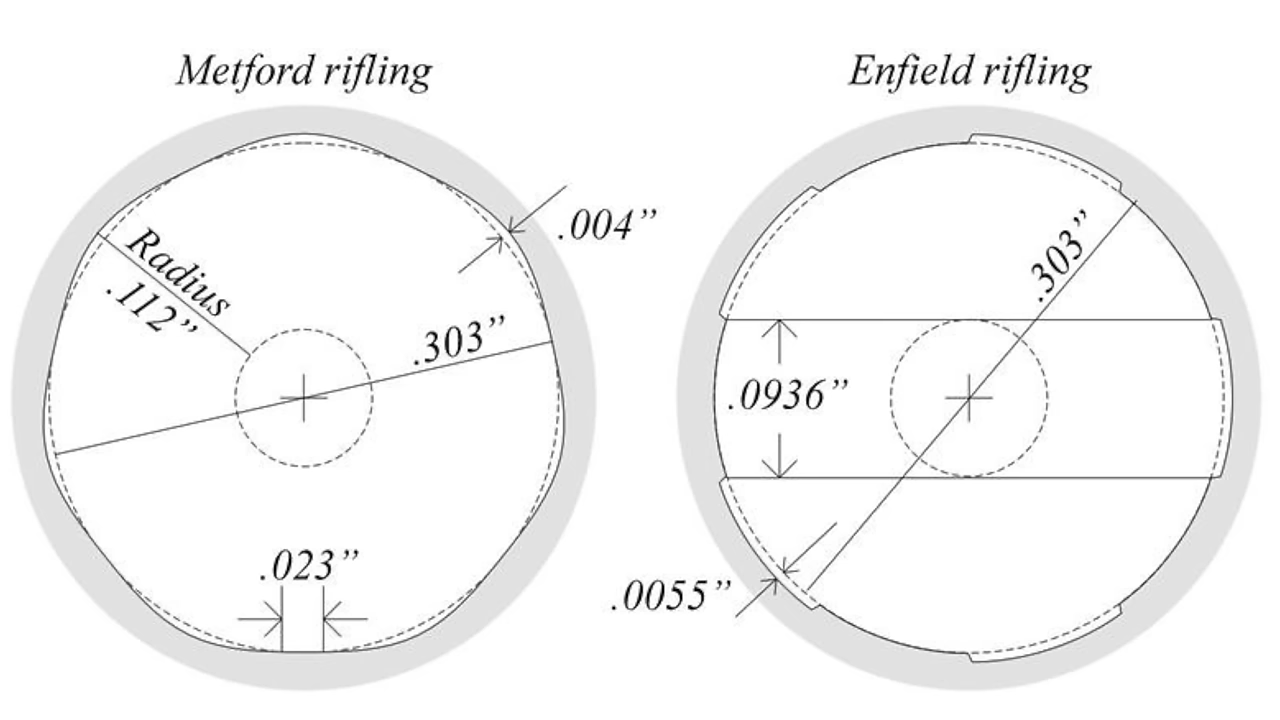 Metford rifling
Radius
.112”
.004”
.303”
.023”
Enfield rifling
.303”
.0936”
.0055”